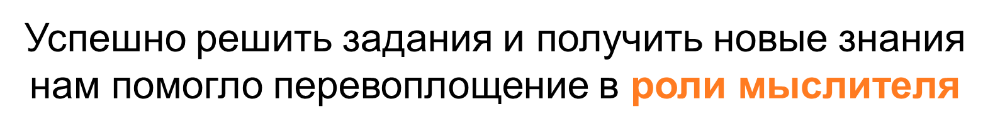 Успешно решить задания и получить новые знания
нам помогло перевоплощение в роли мыслителя